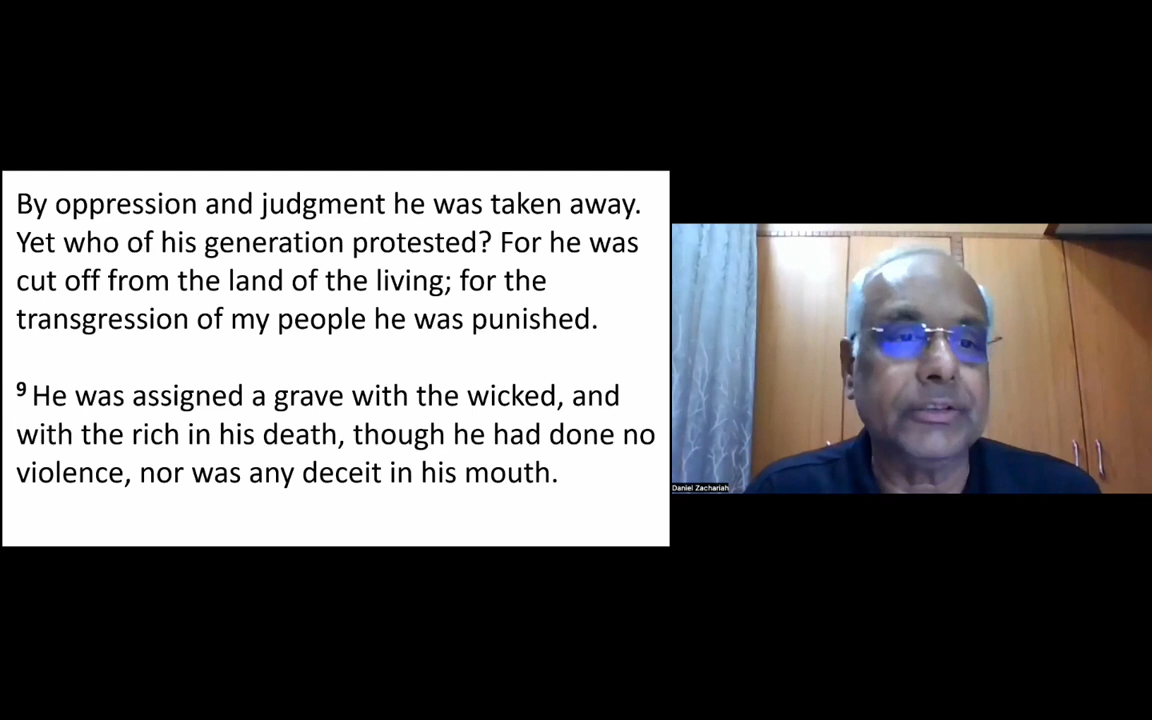 By oppression and judgment he was taken away.
Yet who of his generation protested? For he was
cut off from the land of the living; for the
transgression of my people he was punished.
9 He was assigned a grave with the wicked, and
with the rich in his death, though he had done no
violence, nor was any deceit in his mouth.
Daniel Zachariah